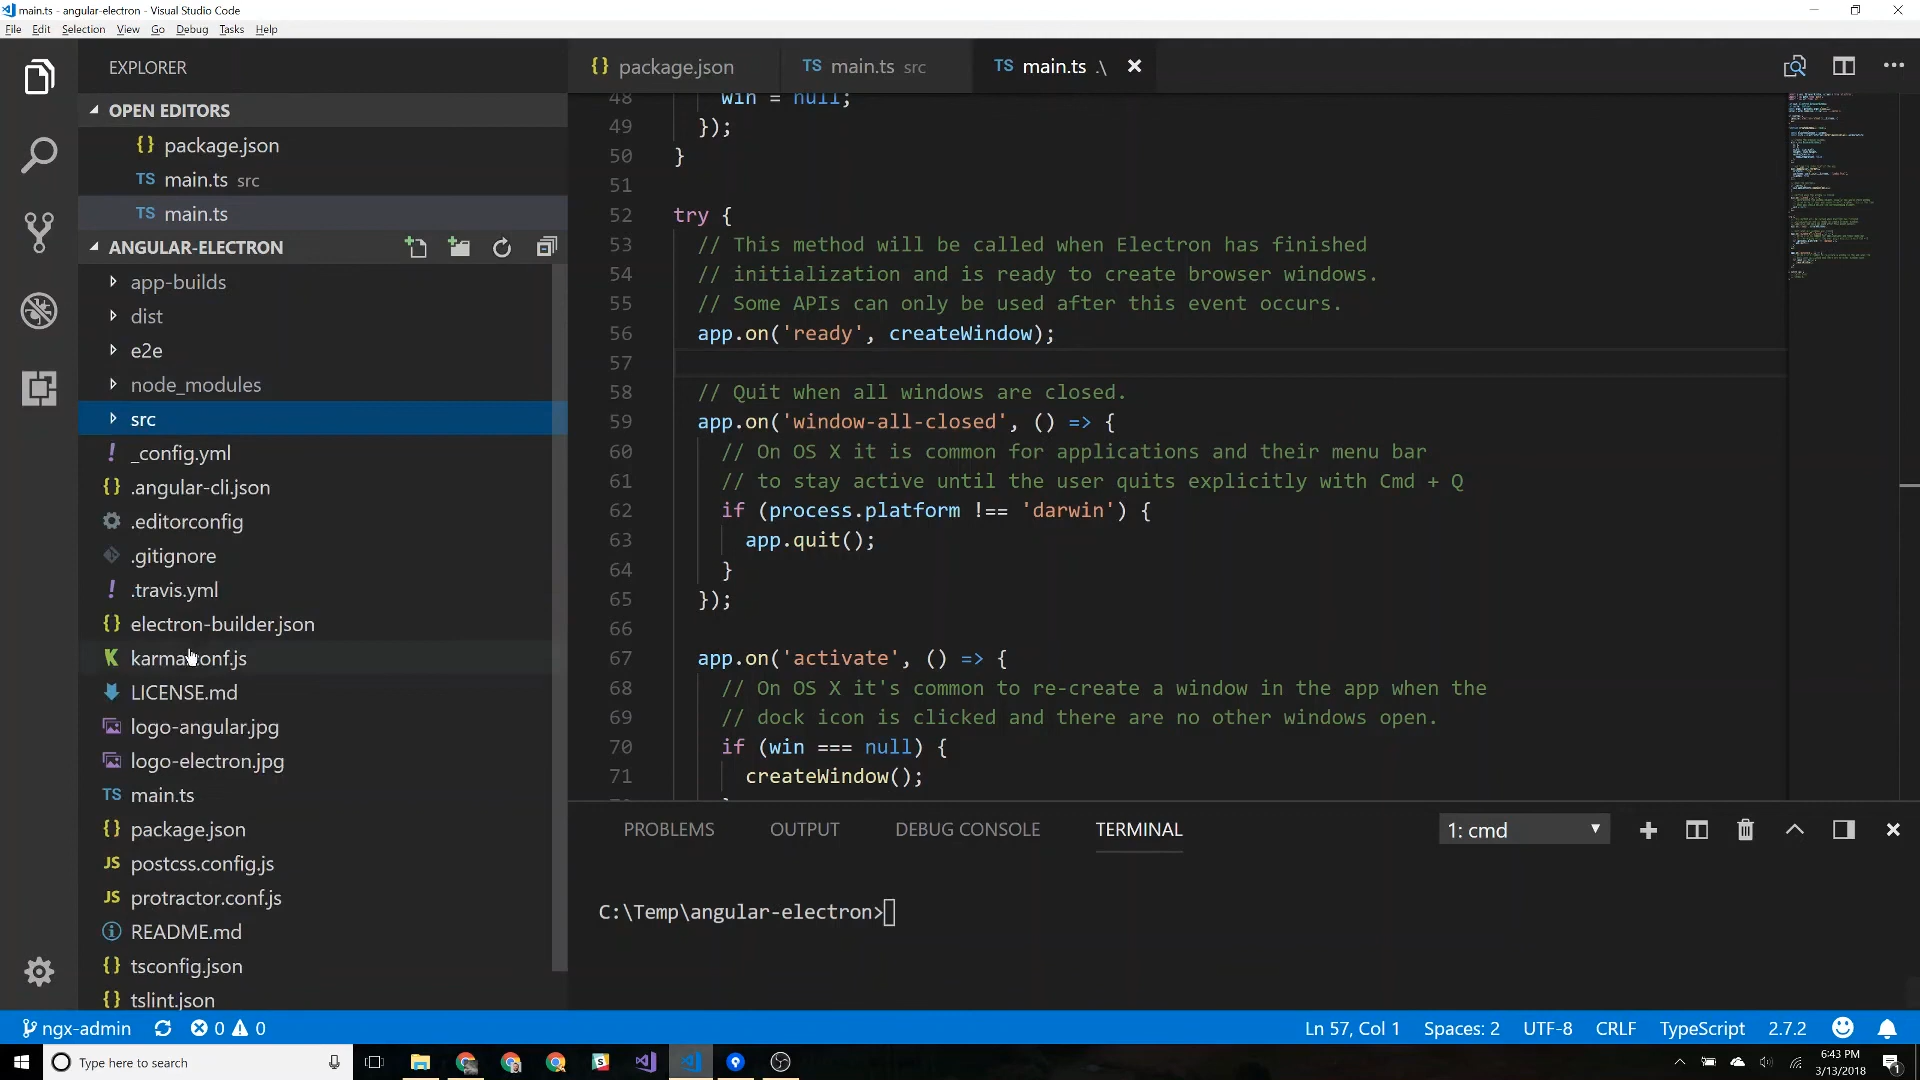 main.ts - angular-electron - Visual Studio Code
File Edit Selection View Go Debug Tasks Help
EXPLORER
OPEN EDITORS
{} package.json
TS main.ts src
TS main.ts
ANGULAR-ELECTRON
app-builds
dist
e2e
node_modules
src
! _config.yml
{} .angular-cli.json
.editorconfig
.gitignore
! .travis.yml
{} electron-builder.json
K karma.conf.js
LICENSE.md
logo-angular.jpg
logo-electron.jpg
TS main.ts
{} package.json
JS postcss.config.js
JS protractor.conf.js
README.md
{} tsconfig.json
{} tslint.json
{} package.json TS main.ts src TS main.ts .\
48 win = null;
49 });
50 }
51
52 try {
53 // This method will be called when Electron has finished
54 // initialization and is ready to create browser windows.
55 // Some APIs can only be used after this event occurs.
56 app.on('ready', createWindow);
57
58 // Quit when all windows are closed.
59 app.on('window-all-closed', () => {
60 // On OS X it is common for applications and their menu bar
61 // to stay active until the user quits explicitly with Cmd + Q
62 if (process.platform !== 'darwin') {
63 app.quit();
64 }
65 });
66
67 app.on('activate', () => {
68 // On OS X it's common to re-create a window in the app when the
69 // dock icon is clicked and there are no other windows open.
70 if (win === null) {
71 createWindow();
PROBLEMS OUTPUT DEBUG CONSOLE TERMINAL 1: cmd
C:\Temp\angular-electron>
ngx-admin 0 0 Ln 57, Col 1 Spaces: 2 UTF-8 CRLF TypeScript 2.7.2
Type here to search
6:43 PM
3/13/2018